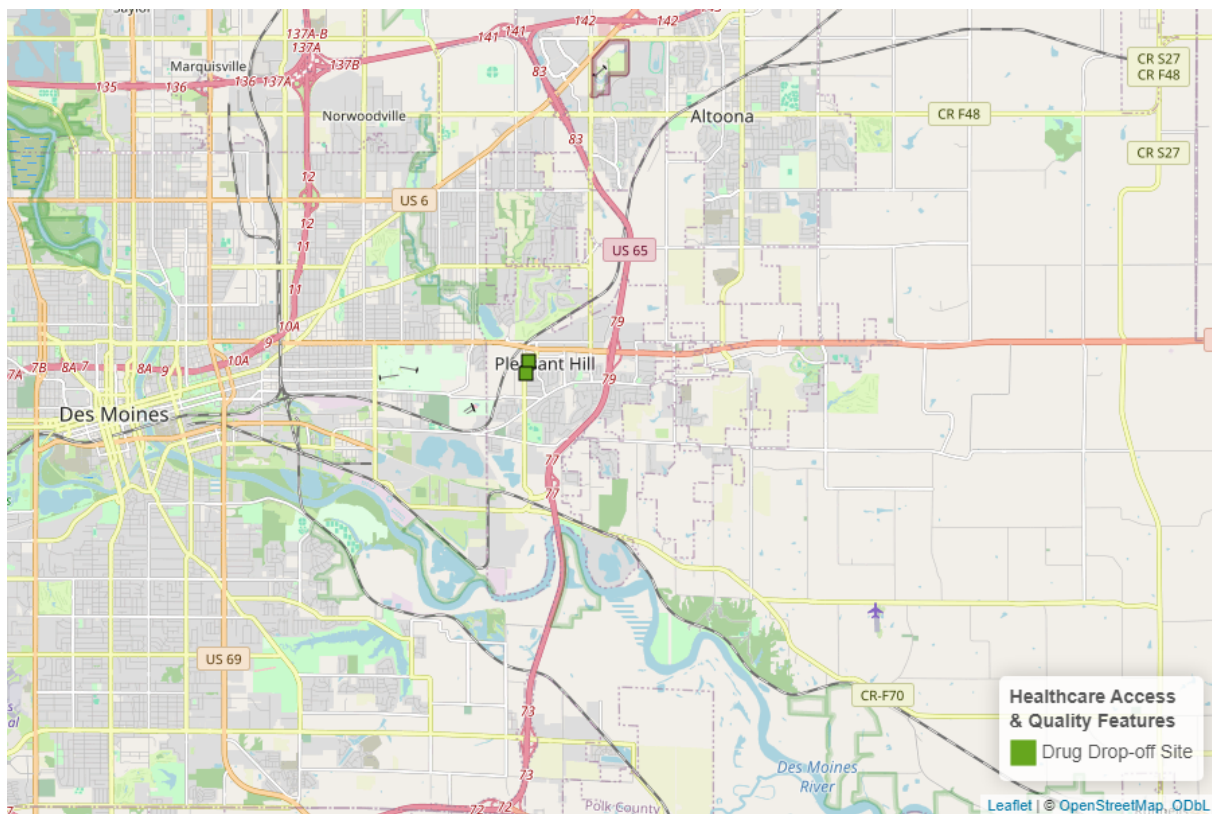 142
142
141
141
137A-B
137A
137B
Marquisville
135
136
136
137A
83
CR S27
CR F48
Norwoodville
Altoona
CR F48
83
CR S27
12
US 6
12
11
US 65
11
10A
79
9
10A
7B
8A
7A
8A
9
7A
79
Des Moines
77
77
US 69
CR-F70
73
73
Des Moines
River
Polk County
72
72
7
Healthcare Access
& Quality Features
Drug Drop-off Site
Leaflet | © OpenStreetMap, ODbL